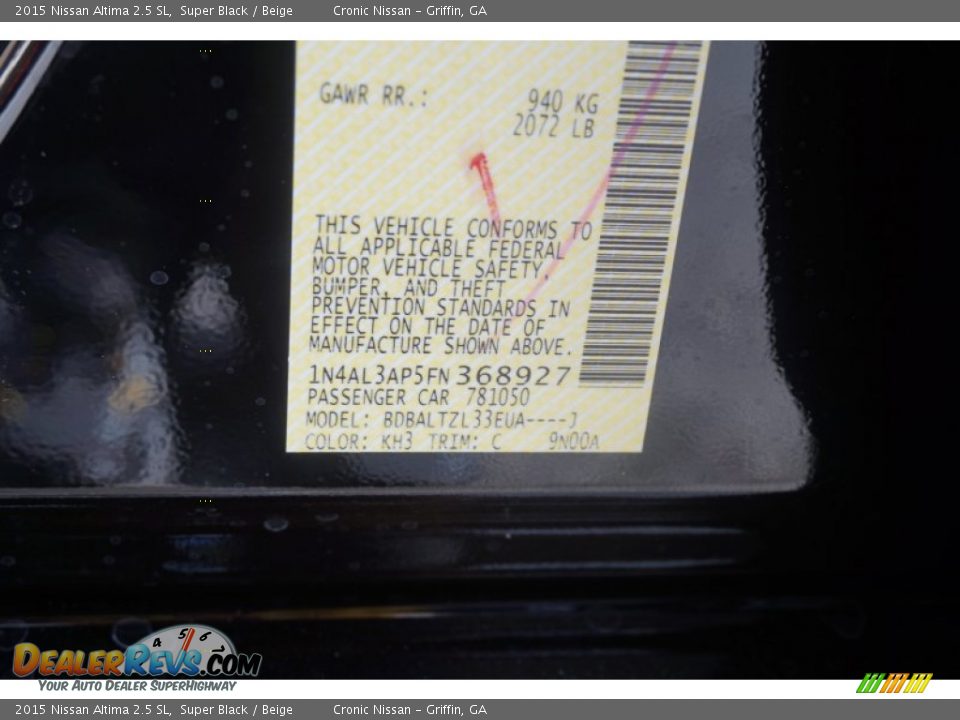 2015 Nissan Altima 2.5 SL, Super Black / Beige Cronic Nissan - Griffin, GA
GAWR RR.: 940 KG
2072 LB
THIS VEHICLE CONFORMS TO
ALL APPLICABLE FEDERAL
MOTOR VEHICLE SAFETY,
BUMPER, AND THEFT
PREVENTION STANDARDS IN
EFFECT ON THE DATE OF
MANUFACTURE SHOWN ABOVE.
1N4AL3AP5FN368927
PASSENGER CAR 781050
MODEL: BDBALTZL33EUA----J
COLOR: KH3 TRIM: C 9N00A
4 5 6
DEALERREVS.COM
YOUR AUTO DEALER SUPERHIGHWAY
2015 Nissan Altima 2.5 SL, Super Black / Beige Cronic Nissan - Griffin, GA